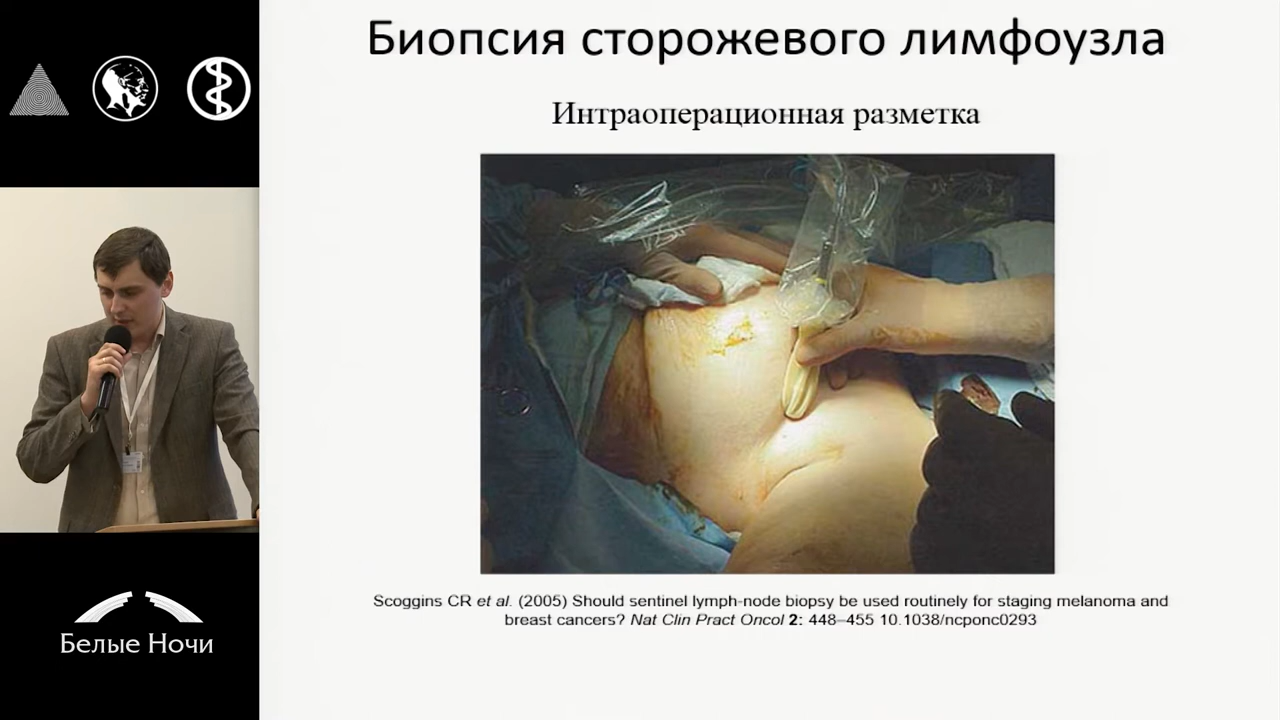 Биопсия сторожевого лимфоузла
Интраоперационная разметка
Scoggins CR et al. (2005) Should sentinel lymph-node biopsy be used routinely for staging melanoma and
breast cancers? Nat Clin Pract Oncol 2: 448–455 10.1038/ncponc0293
Белые Ночи